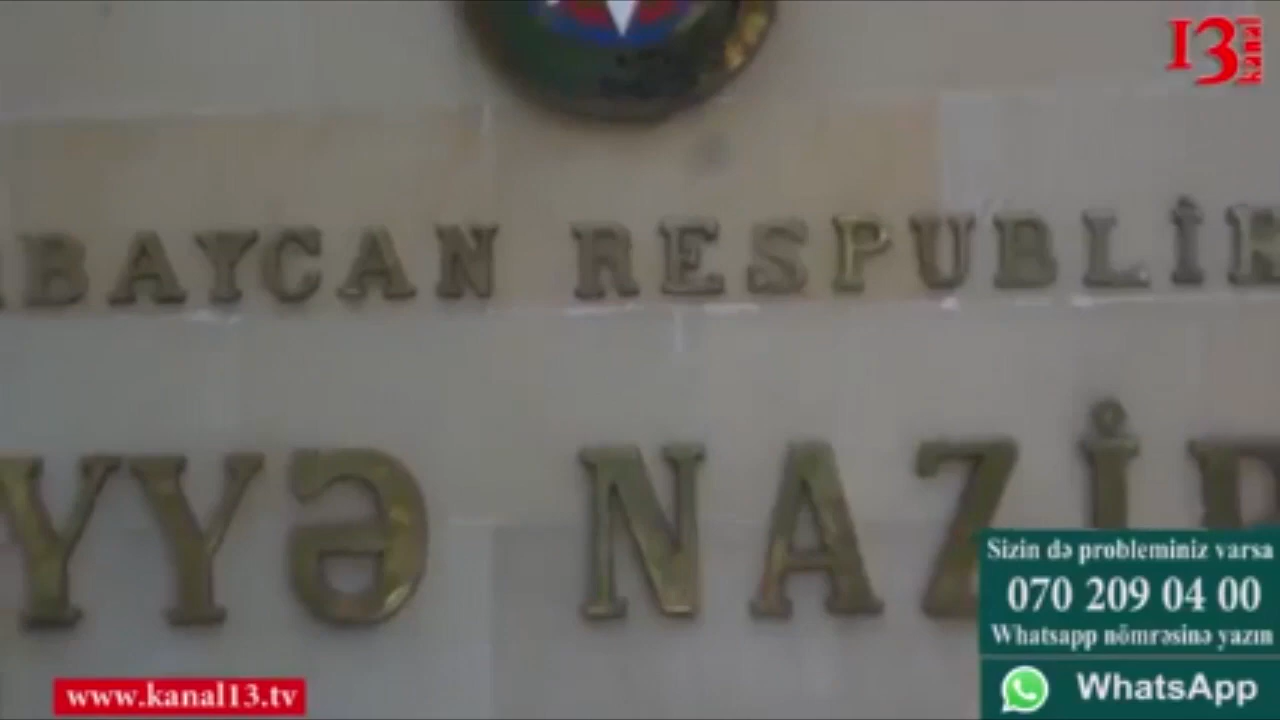 13 kanal
BAYCAN RESPUBLİK
YYƏ NAZİR
Sizin də probleminiz varsa
070 209 04 00
Whatsapp nömrəsinə yazın
www.kanal13.tv
WhatsApp